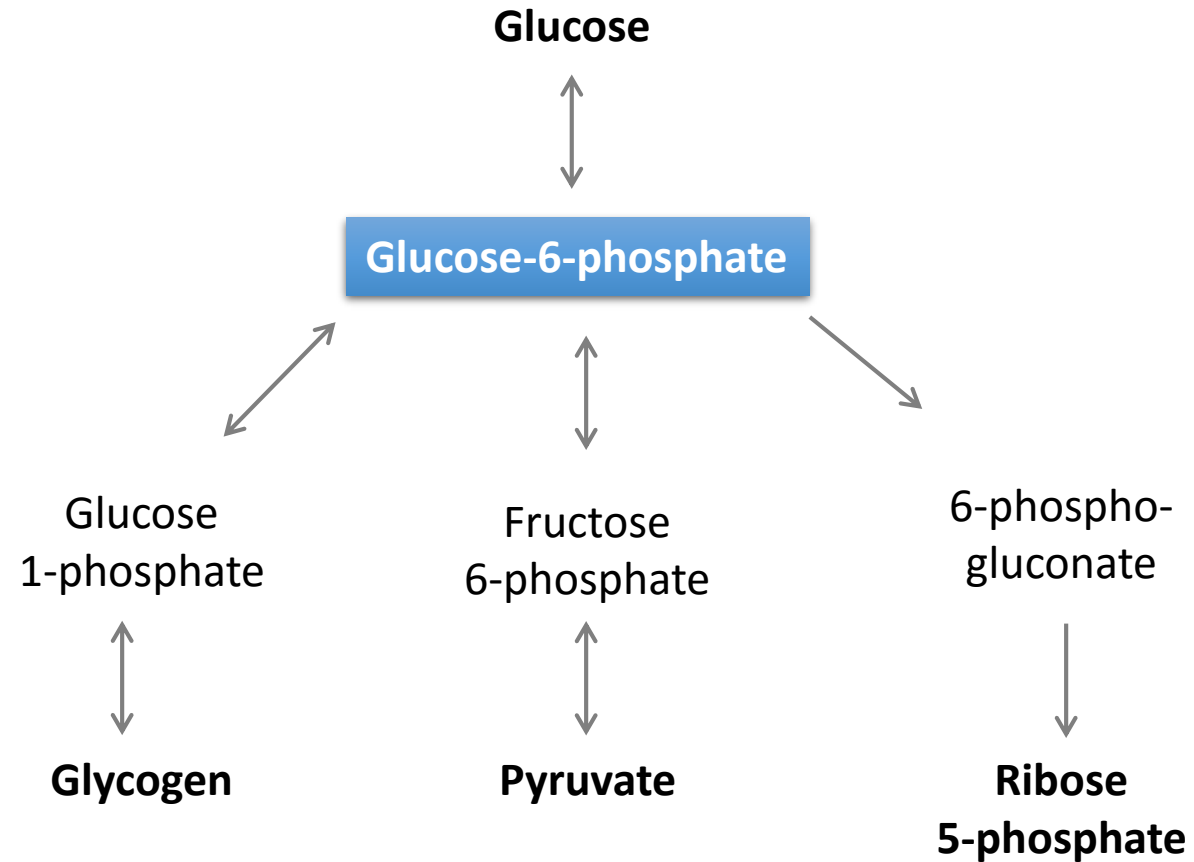 Glucose
Glucose-6-phosphate
Glucose
1-phosphate
Fructose
6-phosphate
6-phospho-
gluconate
Glycogen
Pyruvate
Ribose
5-phosphate